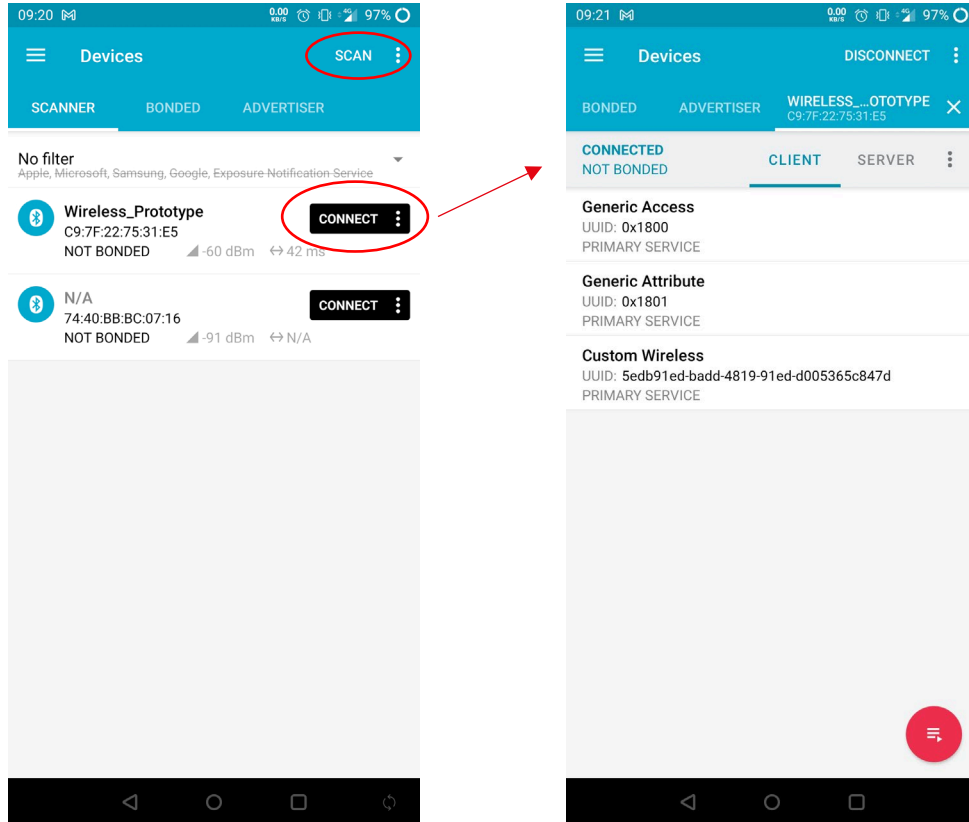 09:20 0.00 KB/S 4G 97%
Devices SCAN
SCANNER BONDED ADVERTISER
No filter
Apple, Microsoft, Samsung, Google, Exposure Notification Service
Wireless_Prototype CONNECT
C9:7F:22:75:31:E5
NOT BONDED -60 dBm 42 ms
N/A CONNECT
74:40:BB:BC:07:16
NOT BONDED -91 dBm N/A
09:21 0.00 KB/S 4G 97%
Devices DISCONNECT
BONDED ADVERTISER WIRELESS_...OTOTYPE
C9:7F:22:75:31:E5
CONNECTED CLIENT SERVER
NOT BONDED
Generic Access
UUID: 0x1800
PRIMARY SERVICE
Generic Attribute
UUID: 0x1801
PRIMARY SERVICE
Custom Wireless
UUID: 5edb91ed-badd-4819-91ed-d005365c847d
PRIMARY SERVICE